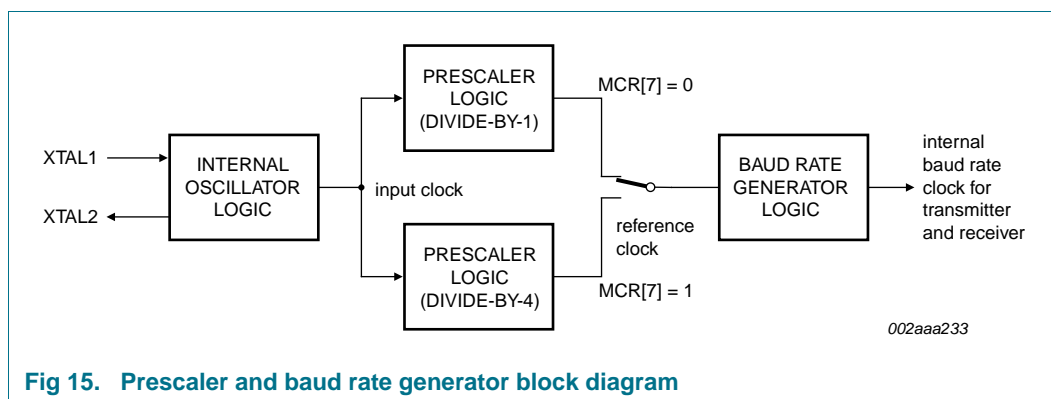 XTAL1
XTAL2
INTERNAL
OSCILLATOR
LOGIC
input clock
PRESCALER
LOGIC
(DIVIDE-BY-1)
MCR[7] = 0
PRESCALER
LOGIC
(DIVIDE-BY-4)
MCR[7] = 1
reference
clock
BAUD RATE
GENERATOR
LOGIC
internal
baud rate
clock for
transmitter
and receiver
002aaa233
Fig 15. Prescaler and baud rate generator block diagram